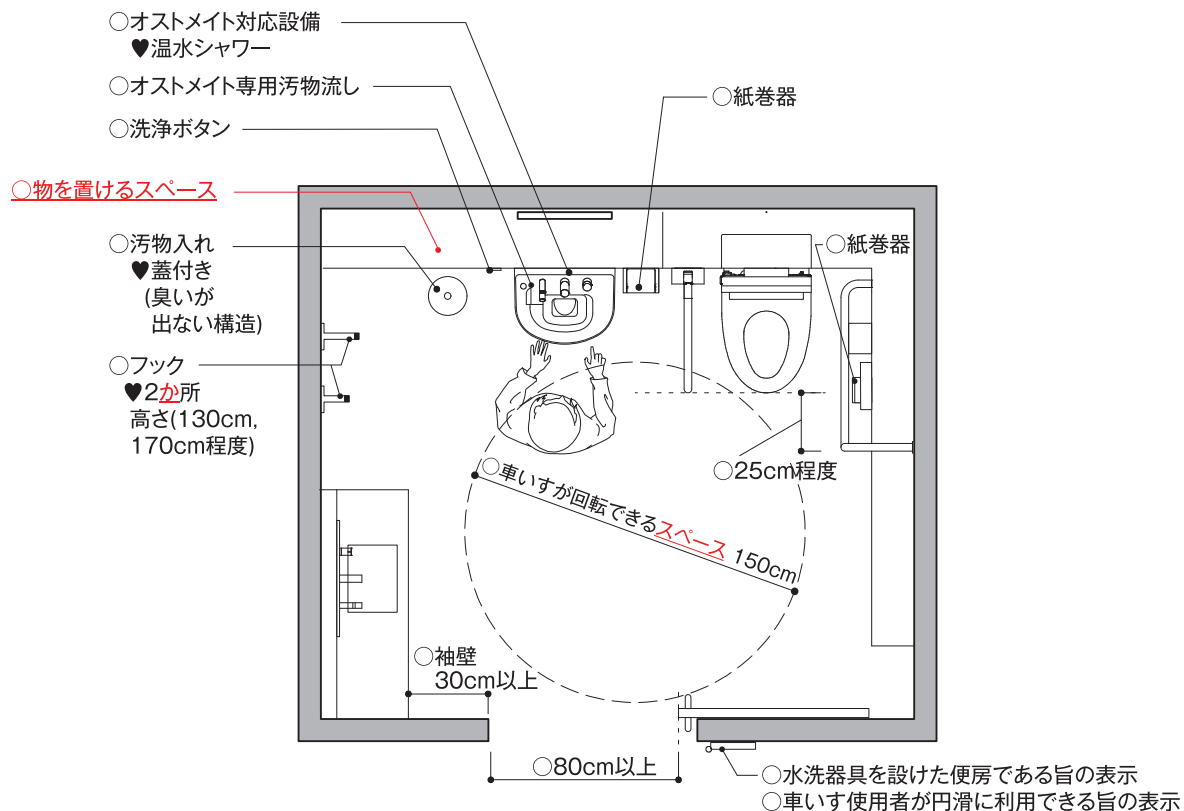 ○オストメイト対応設備
♥温水シャワー
○オストメイト専用汚物流し
○紙巻器
○洗浄ボタン
○物を置けるスペース
○汚物入れ
♥蓋付き
(臭いが
出ない構造)
○紙巻器
○フック
♥2か所
高さ(130cm,
170cm程度)
○25cm程度
○車いすが回転できるスペース 150cm
○袖壁
30cm以上
○80cm以上
○水洗器具を設けた便房である旨の表示
○車いす使用者が円滑に利用できる旨の表示